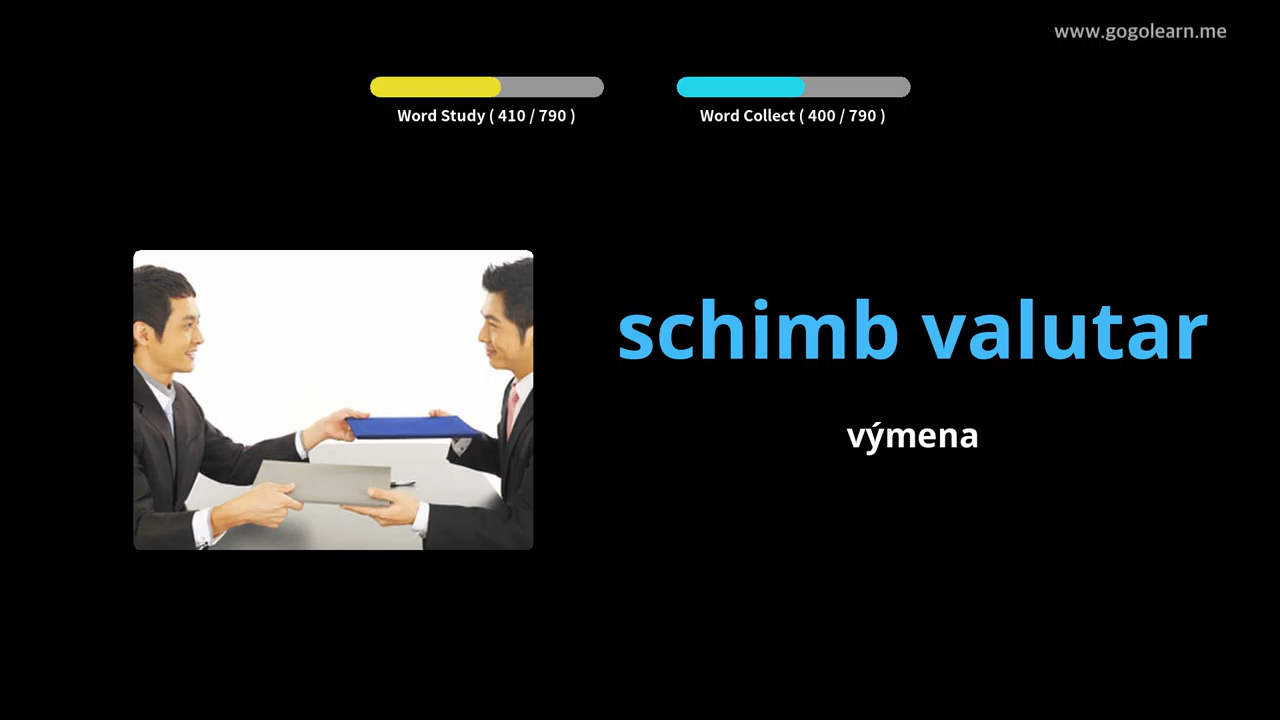 www.gogolearn.me
Word Study ( 410 / 790 )
Word Collect ( 400 / 790 )
schimb valutar
výmena